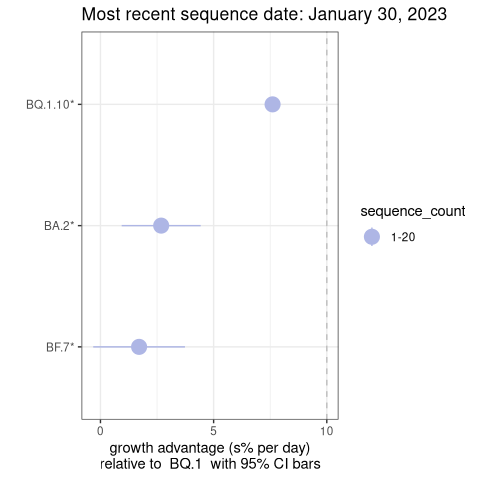 Most recent sequence date: January 30, 2023
BQ.1.10*
BA.2*
BF.7*
sequence_count
1-20
0 5 10
growth advantage (s% per day)
relative to  BQ.1  with 95% CI bars